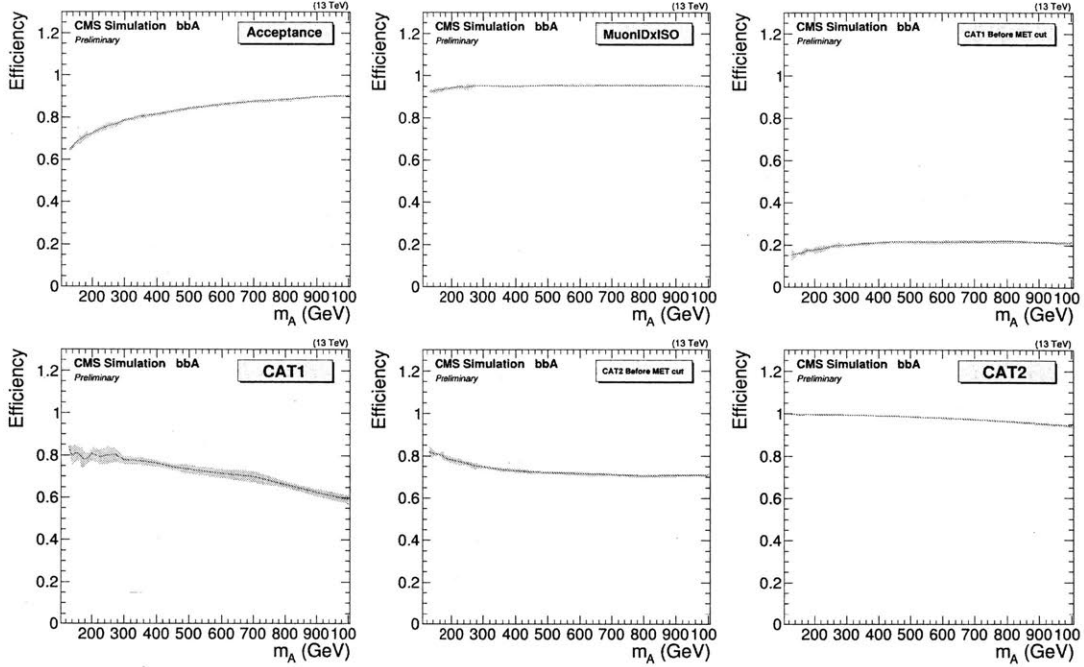 (13 TeV)
CMS Simulation bbA
Preliminary
Acceptance
Efficiency
1.2
1
0.8
0.6
0.4
0.2
0
200 300 400 500 600 700 800 900 100
m_A (GeV)
(13 TeV)
CMS Simulation bbA
Preliminary
MuonIDxISO
Efficiency
1.2
1
0.8
0.6
0.4
0.2
0
200 300 400 500 600 700 800 900 100
m_A (GeV)
(13 TeV)
CMS Simulation bbA
Preliminary
CAT1 Before MET cut
Efficiency
1.2
1
0.8
0.6
0.4
0.2
0
200 300 400 500 600 700 800 900 100
m_A (GeV)
(13 TeV)
CMS Simulation bbA
Preliminary
CAT1
Efficiency
1.2
1
0.8
0.6
0.4
0.2
0
200 300 400 500 600 700 800 900 100
m_A (GeV)
(13 TeV)
CMS Simulation bbA
Preliminary
CAT2 Before MET cut
Efficiency
1.2
1
0.8
0.6
0.4
0.2
0
200 300 400 500 600 700 800 900 100
m_A (GeV)
(13 TeV)
CMS Simulation bbA
Preliminary
CAT2
Efficiency
1.2
1
0.8
0.6
0.4
0.2
0
200 300 400 500 600 700 800 900 100
m_A (GeV)